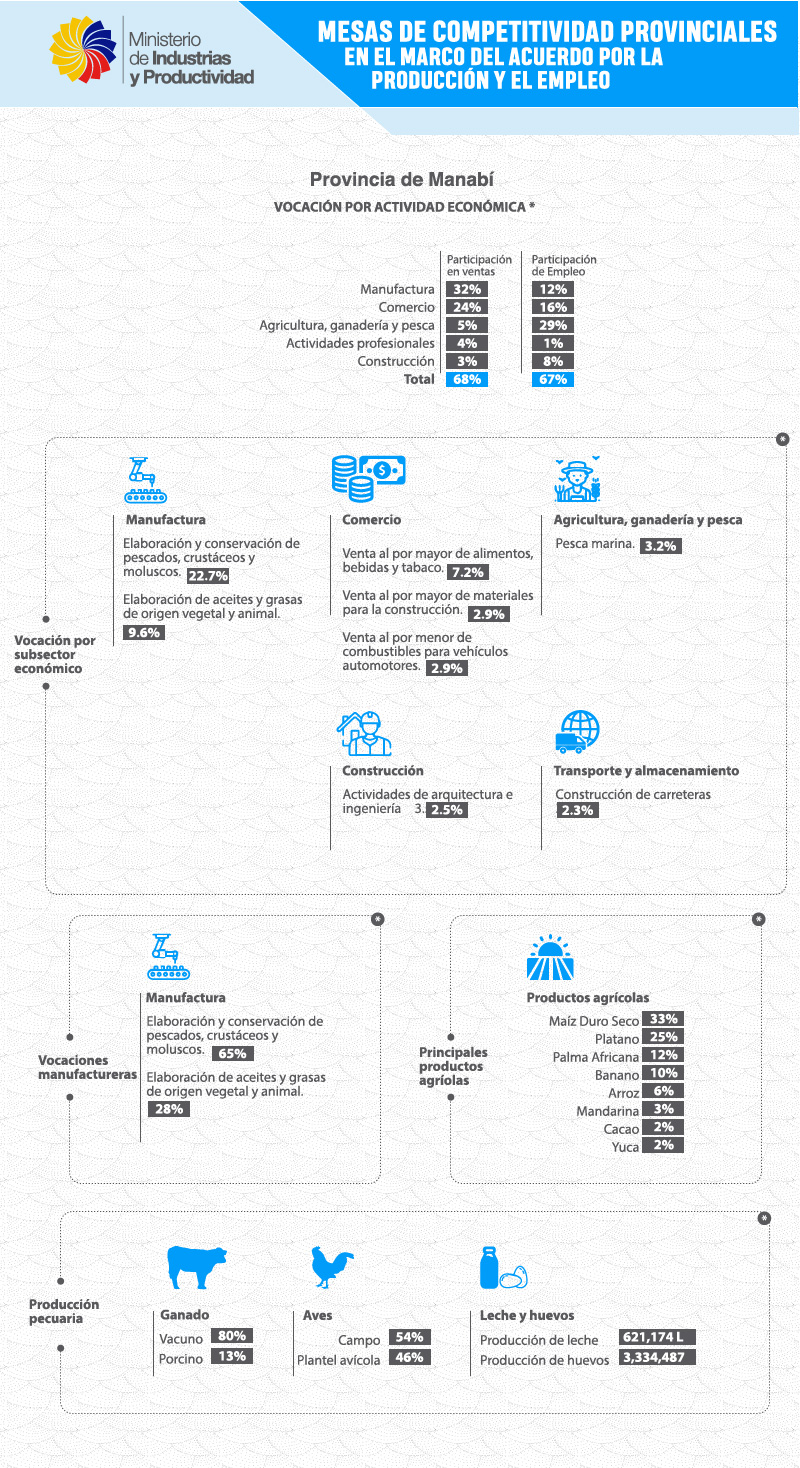 Ministerio
de Industrias
y Productividad
MESAS DE COMPETITIVIDAD PROVINCIALES
EN EL MARCO DEL ACUERDO POR LA
PRODUCCIÓN Y EL EMPLEO
Provincia de Manabí
VOCACIÓN POR ACTIVIDAD ECONÓMICA *
Participación en ventas
Participación de Empleo
Manufactura 32% 12%
Comercio 24% 16%
Agricultura, ganadería y pesca 5% 29%
Actividades profesionales 4% 1%
Construcción 3% 8%
Total 68% 67%
*
Vocación por
subsector
económico
Manufactura
Elaboración y conservación de
pescados, crustáceos y
moluscos. 22.7%
Elaboración de aceites y grasas
de origen vegetal y animal.
9.6%
Comercio
Venta al por mayor de alimentos,
bebidas y tabaco. 7.2%
Venta al por mayor de materiales
para la construcción. 2.9%
Venta al por menor de
combustibles para vehículos
automotores. 2.9%
Agricultura, ganadería y pesca
Pesca marina. 3.2%
Construcción
Actividades de arquitectura e
ingeniería 3. 2.5%
Transporte y almacenamiento
Construcción de carreteras
2.3%
*
Vocaciones
manufactureras
Manufactura
Elaboración y conservación de
pescados, crustáceos y
moluscos. 65%
Elaboración de aceites y grasas
de origen vegetal y animal.
28%
*
Principales
productos
agríolas
Productos agrícolas
Maíz Duro Seco 33%
Platano 25%
Palma Africana 12%
Banano 10%
Arroz 6%
Mandarina 3%
Cacao 2%
Yuca 2%
*
Producción
pecuaria
Ganado
Vacuno 80%
Porcino 13%
Aves
Campo 54%
Plantel avícola 46%
Leche y huevos
Producción de leche 621,174 L
Producción de huevos 3,334,487